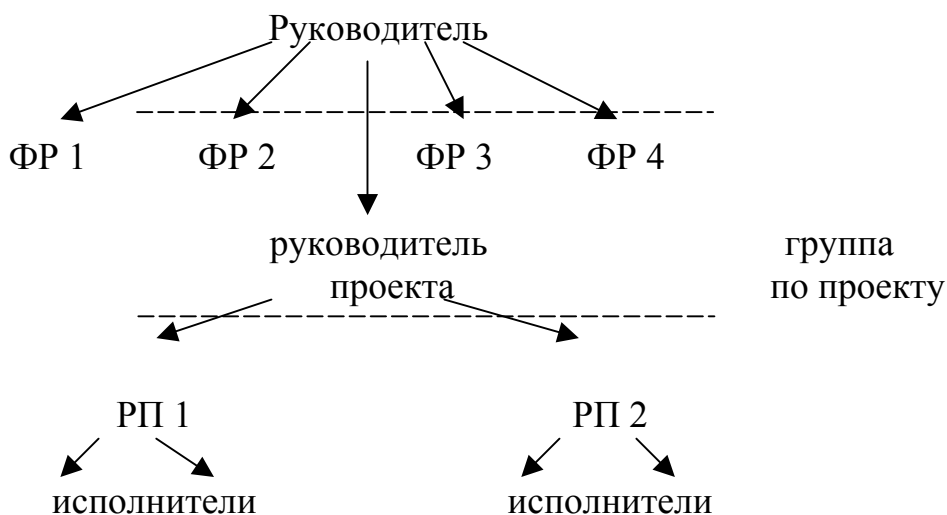 Руководитель
ФР 1 ФР 2 ФР 3 ФР 4
руководитель группа
проекта по проекту
РП 1 РП 2
исполнители исполнители